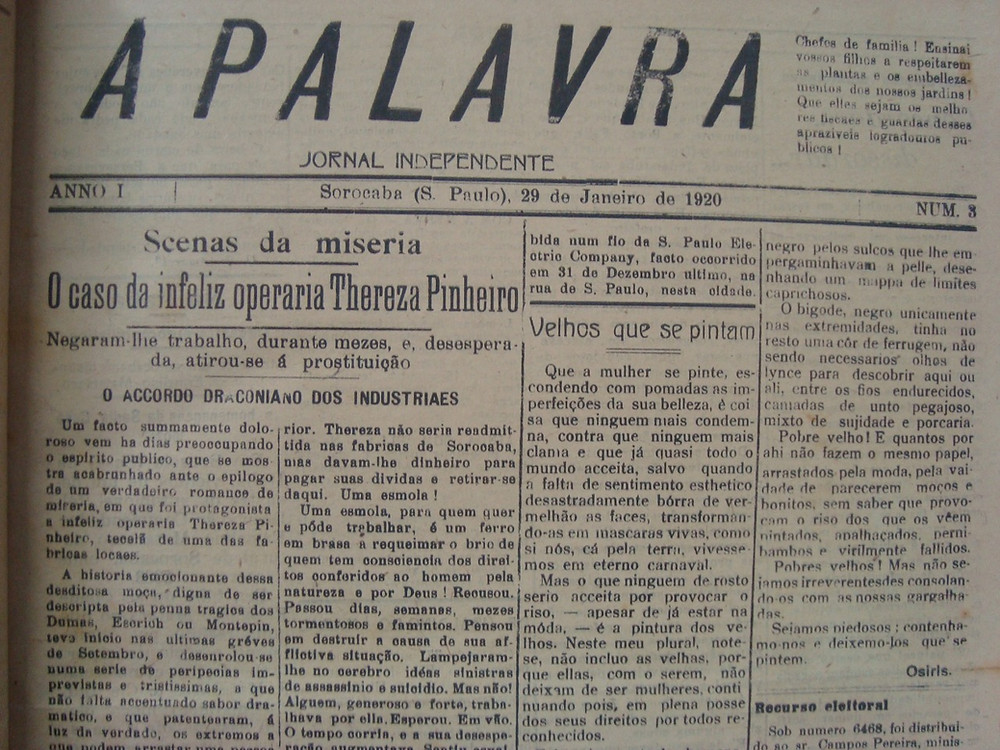 A PALAVRA
JORNAL INDEPENDENTE
Chefes de familia! Ensinai
vossos filhos a respeitarem
as plantas e os embelleza-
mentos dos nossos jardins!
Que elles sejam os melho
res fiscaes e guardas desses
apraziveis logradouros pu-
blicos!
ANNO I
Sorocaba (S. Paulo), 29 de Janeiro de 1920
NUM. 3
Scenas da miseria
O caso da infeliz operaria Thereza Pinheiro
Negaram-lhe trabalho, durante mezes, e, desespera-
da, atirou-se á prostituição
O ACCORDO DRACONIANO DOS INDUSTRIAES
Um facto summamente dolo-
roso vem ha dias preoccupando
o espirito publico, que se mos-
tra acabrunhado ante o epilogo
de um verdadeiro romance de
miseria, em que foi protagonista
a infeliz operaria Thereza Pi-
nheiro, tecelã de uma das fa-
bricas locaes.
A historia emocionante dessa
desditosa moça, digna de ser
descripta pela penna tragica dos
Dumas, Escrich ou Montepin,
teve inicio nas ultimas gréves
de Setembro, e desenrolou-se
numa serie de peripecias im-
previstas e tristissimas, a que
não falta accentuado sabor dra-
matico, e que patentearam, á
luz da verdade, os extremos a
que podem arrastar uma
rior. Thereza não seria readmit-
tida nas fabricas de Sorocaba,
mas davam-lhe dinheiro para
pagar suas dividas e retirar-se
daqui. Uma esmola!
Uma esmola, para quem quer
e póde trabalhar, é um ferro
em brasa a requeimar o brio de
quem tem consciencia dos direi-
tos conferidos ao homem pela
natureza e por Deus! Recusou.
Passou dias, semanas, mezes
tormentosos e famintos. Pensou
em destruir a causa de sua af-
flictiva situação. Lampejaram-
lhe no cerebro idéas sinistras
de assassinio e suicidio. Mas não!
Alguem, generoso e forte, traba-
lhava por ella. Esperou. Em vão.
O tempo corria, e a sua desespe-
ração augmentava. Sentiu
bida num fio da S. Paulo Ele-
ctric Company, facto occorrido
em 31 de Dezembro ultimo, na
rua de S. Paulo, nesta cidade.
Velhos que se pintam
Que a mulher se pinte, es-
condendo com pomadas as im-
perfeições da sua belleza, é coi
sa que ninguem mais condem-
na, contra que ninguem mais
clama e que já quasi todo o
mundo acceita, salvo quando
a falta de sentimento esthetico
desastradamente bórra de ver-
melhão as faces, transforman-
do-as em mascaras vivas, como
si nós, cá pela terra, vivesse-
mos em eterno carnaval.
Mas o que ninguem de rosto
serio acceita por provocar o
riso, — apesar de já estar na
móda, — é a pintura dos ve-
lhos. Neste meu plural, note-
se, não incluo as velhas, por-
que ellas, com o serem, não
deixam de ser mulheres, conti
nuando pois, em plena posse
dos seus direitos por todos re-
conhecidos.
negro pelos sulcos que lhe em-
pergaminhavam a pelle, dese-
nhando um mappa de limites
caprichosos.
O bigode, negro unicamente
nas extremidades, tinha no
resto uma côr de ferrugem, não
sendo necessarios olhos de
lynce para descobrir aqui ou
ali, entre os fios endurecidos,
camadas de unto pegajoso,
mixto de sujidade e porcaria.
Pobre velho! E quantos por
ahi não fazem o mesmo papel,
arrastados pela moda, pela vai-
dade de parecerem moços e
bonitos, sem saber que provo-
cam o riso dos que os vêem
pintados, apalhaçados, perni-
bambos e virilmente fallidos.
Pobres velhos! Mas não se-
jamos irreverentes desconsolan-
do-os com as nossas gargalha-
das.
Sejamos piedosos: contenha-
mo-nos e deixemo-los que se
pintem.
Osiris.
Recurso eleitoral
Sob numero 6468, foi distribui-
do ao sr. Campos Pereira, minis-